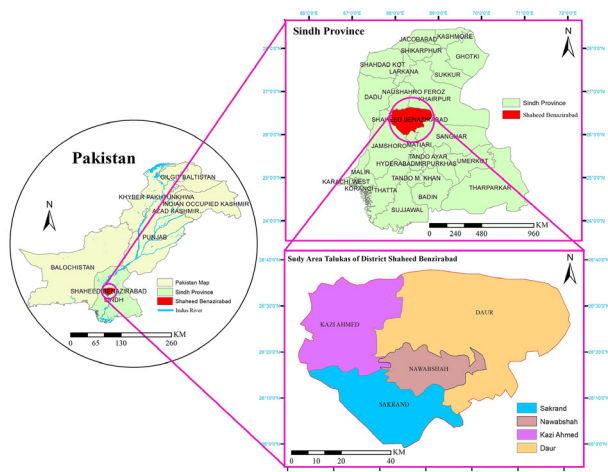 Pakistan
N
GILGIT BALTISTAN
KHYBER PAKHTUNKHWA
INDIAN OCCUPIED KASHMIR
AZAD KASHMIR
PUNJAB
BALOCHISTAN
SHAHEED BENAZIRABAD
SINDH
Pakistan Map
Sindh Province
Shaheed Benazirabad
Indus River
KM
0 65 130 260
Sindh Province
N
JACOBABAD
KASHMORE
SHIKARPUR
GHOTKI
SHAHDAD KOT
LARKANA
SUKKUR
NAUSHAHRO FEROZ
DADU
KHAIRPUR
SHAHEED BENAZIRABAD
SANGHAR
JAMSHORO
MATIARI
TANDO AYAR
UMERKOT
HYDERABAD
MIRPURKHAS
MALIR
TANDO M. KHAN
KARACHI WEST
KORANGI
THATTA
THARPARKAR
BADIN
SUJJAWAL
Sindh Province
Shaheed Benazirabad
KM
0 240 480 960
Sudy Area Talukas of District Shaheed Benzirabad
N
DAUR
KAZI AHMED
NAWABSHAH
SAKRAND
Sakrand
Nawabshah
Kazi Ahmed
Daur
KM
0 10 20 40